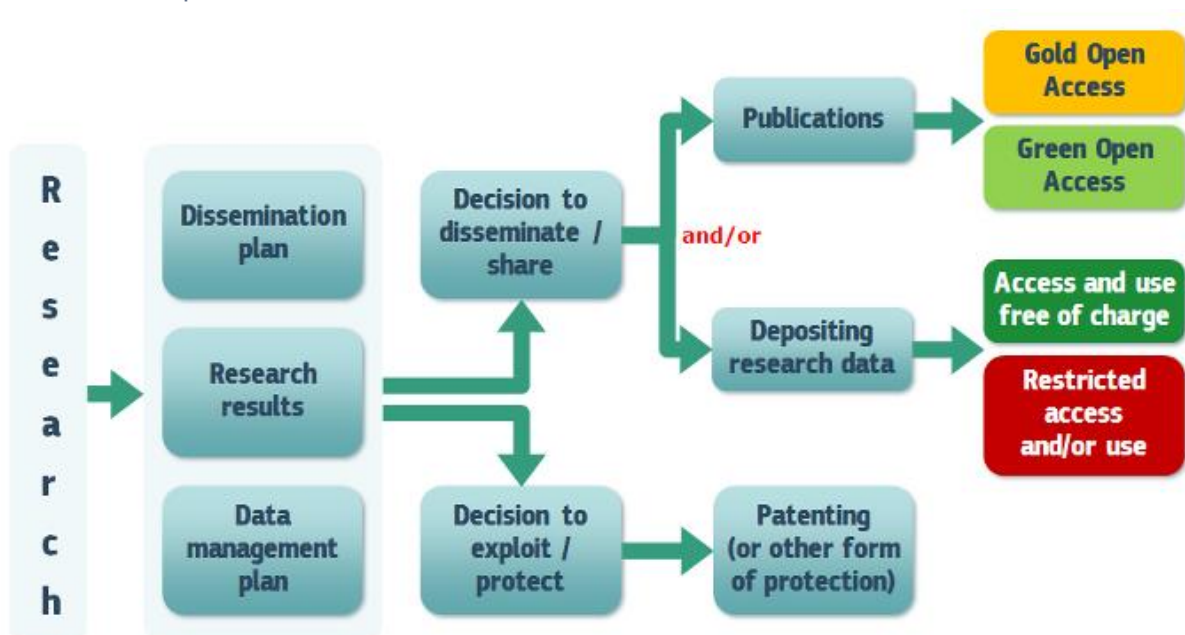 Research
Dissemination
plan
Research
results
Data
management
plan
Decision to
disseminate /
share
Decision to
exploit /
protect
and/or
Publications
Depositing
research data
Patenting
(or other form
of protection)
Gold Open
Access
Green Open
Access
Access and use
free of charge
Restricted
access
and/or use